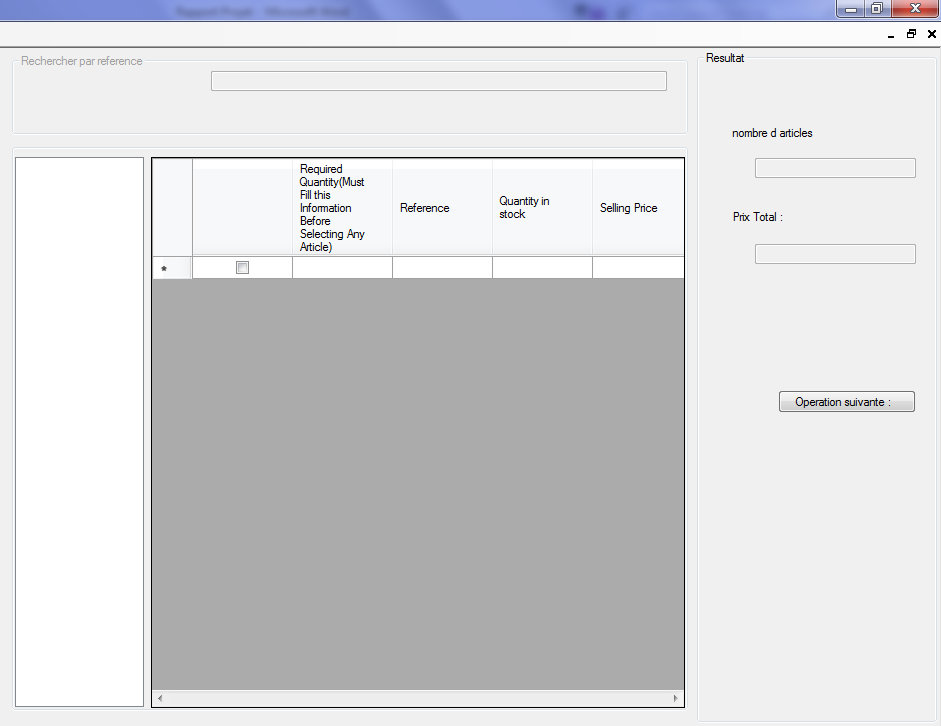 Rapport Projet - Microsoft Word
Rechercher par reference
Resultat
nombre d articles
Prix Total :
Operation suivante :
Required
Quantity(Must
Fill this
Information
Before
Selecting Any
Article)
Reference
Quantity in
stock
Selling Price
*